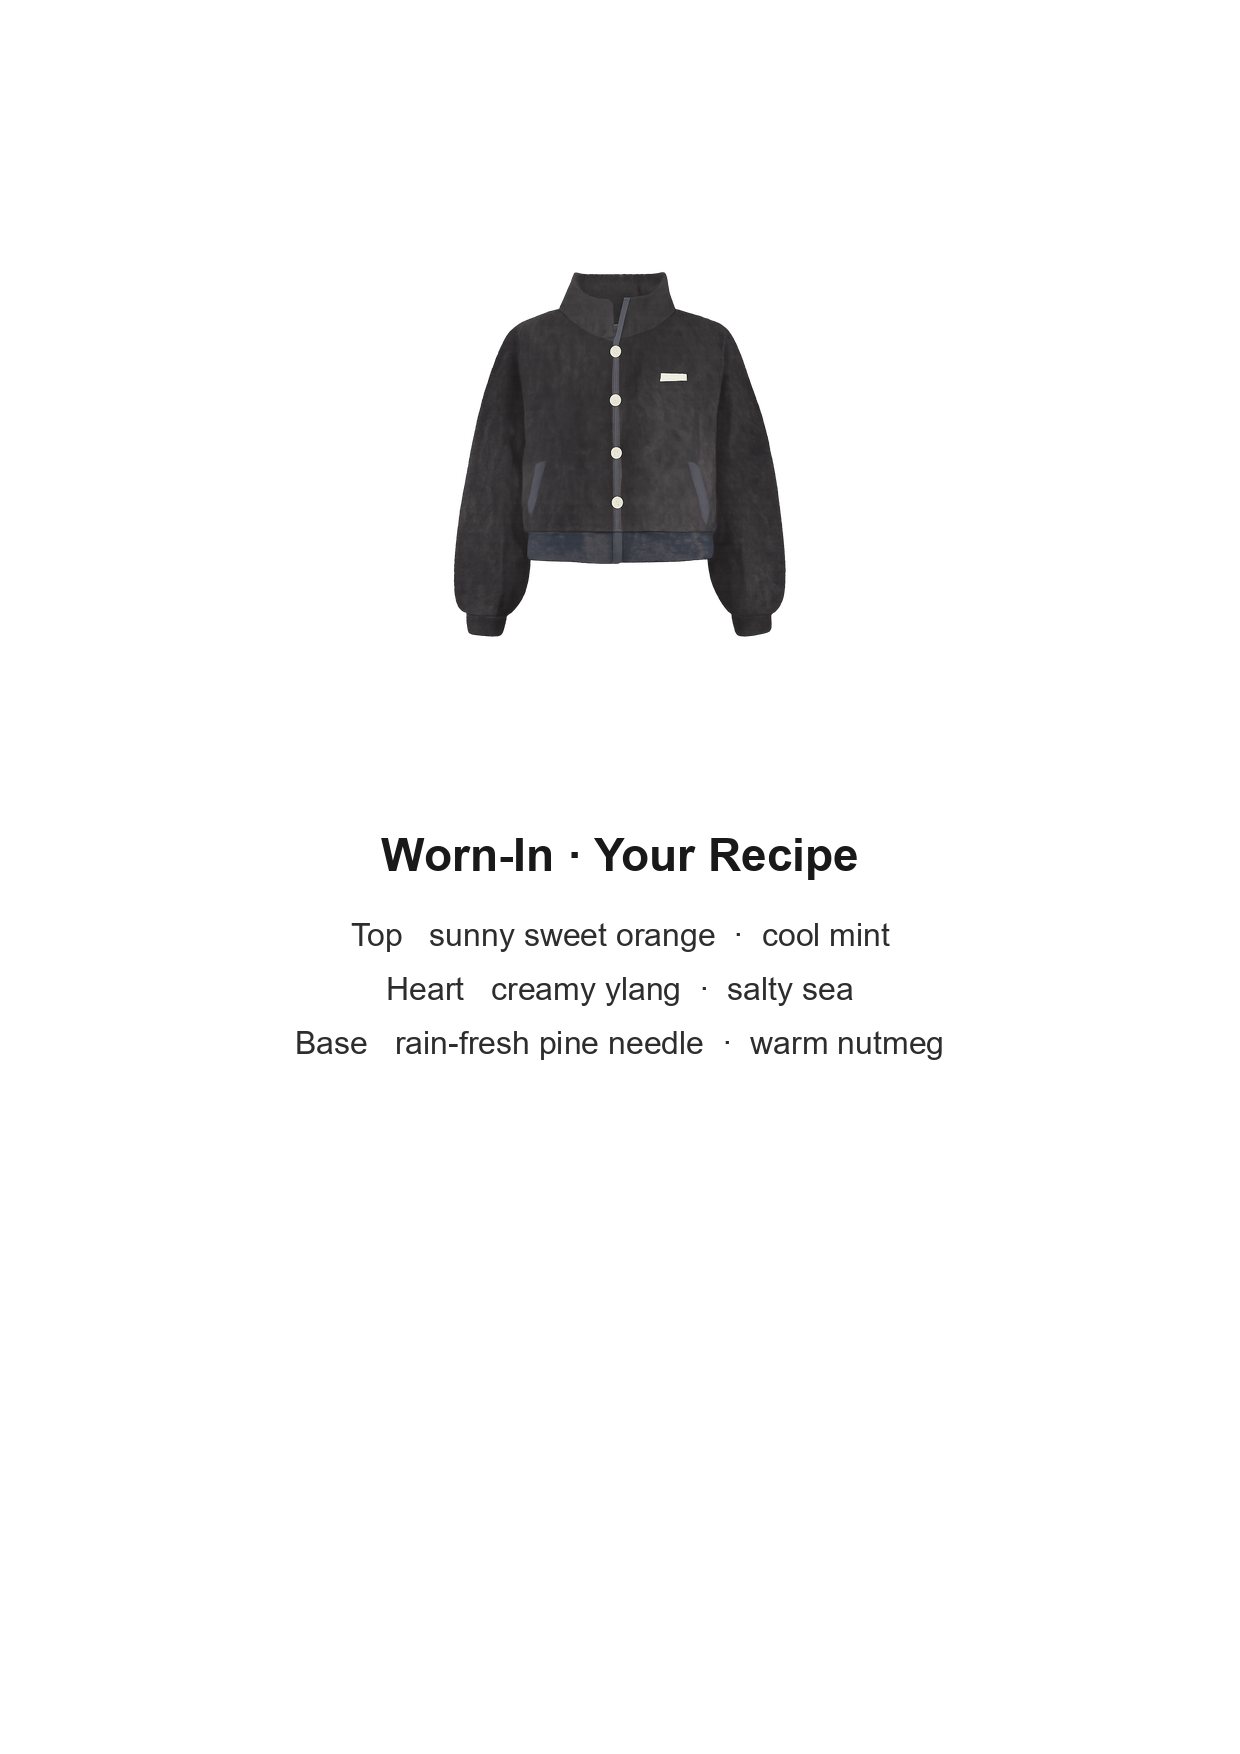 Worn-In · Your Recipe
Top sunny sweet orange · cool mint
Heart creamy ylang · salty sea
Base rain-fresh pine needle · warm nutmeg